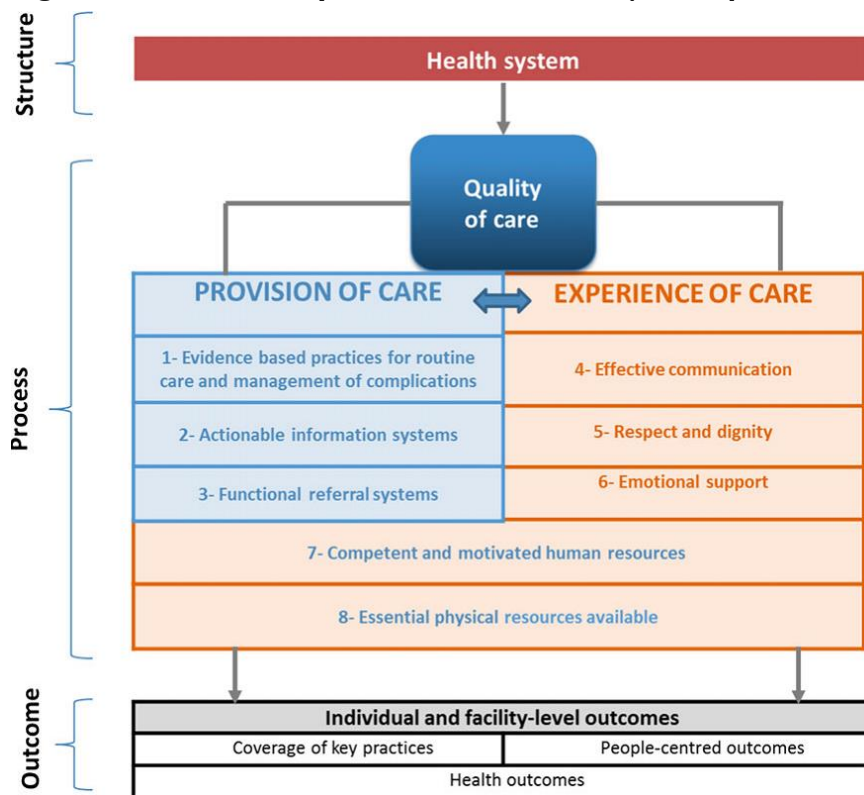 Structure
Health system
Process
Quality
of care
PROVISION OF CARE
EXPERIENCE OF CARE
1- Evidence based practices for routine
care and management of complications
4- Effective communication
2- Actionable information systems
5- Respect and dignity
3- Functional referral systems
6- Emotional support
7- Competent and motivated human resources
8- Essential physical resources available
Outcome
Individual and facility-level outcomes
Coverage of key practices
People-centred outcomes
Health outcomes